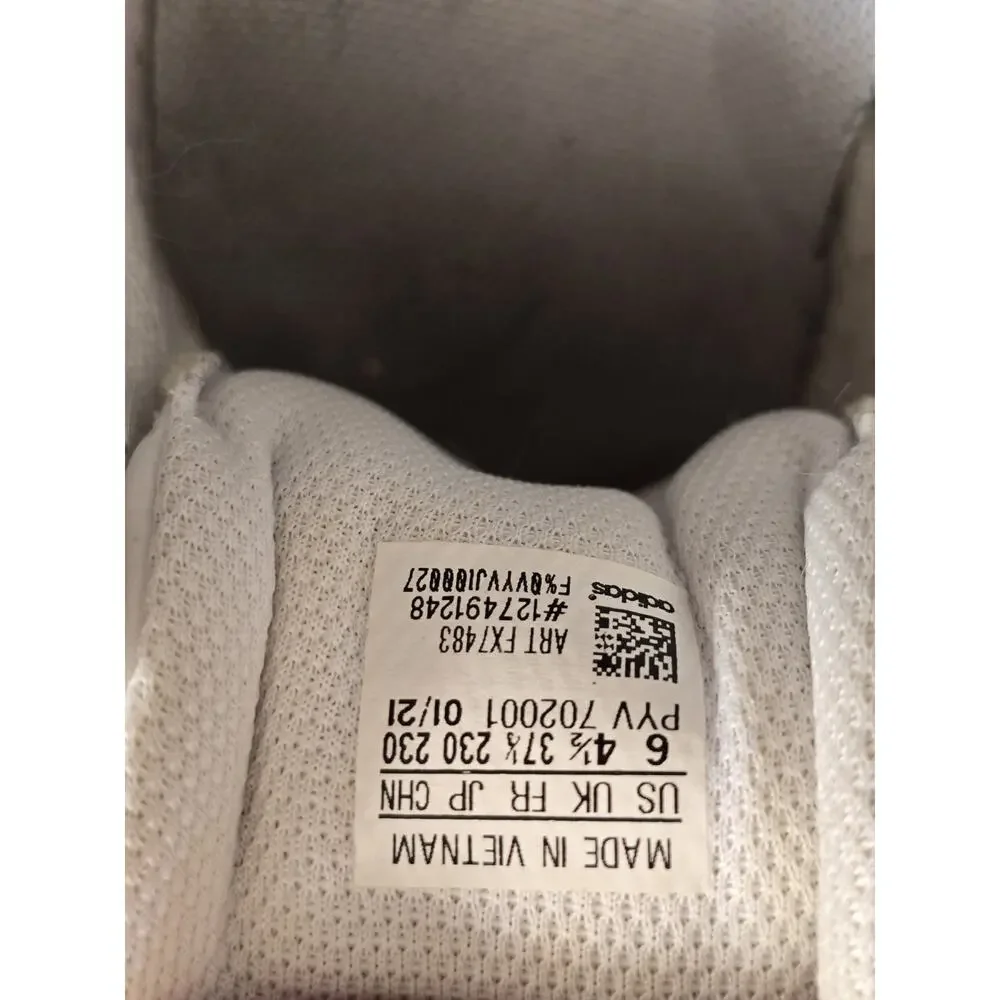 MADE IN VIETNAM
US UK FR JP CHN
6 4½ 37⅓ 230 230
PYV 702001 01/21
ART FX7483
#127491248
F%QVYVJI00027
adidas®